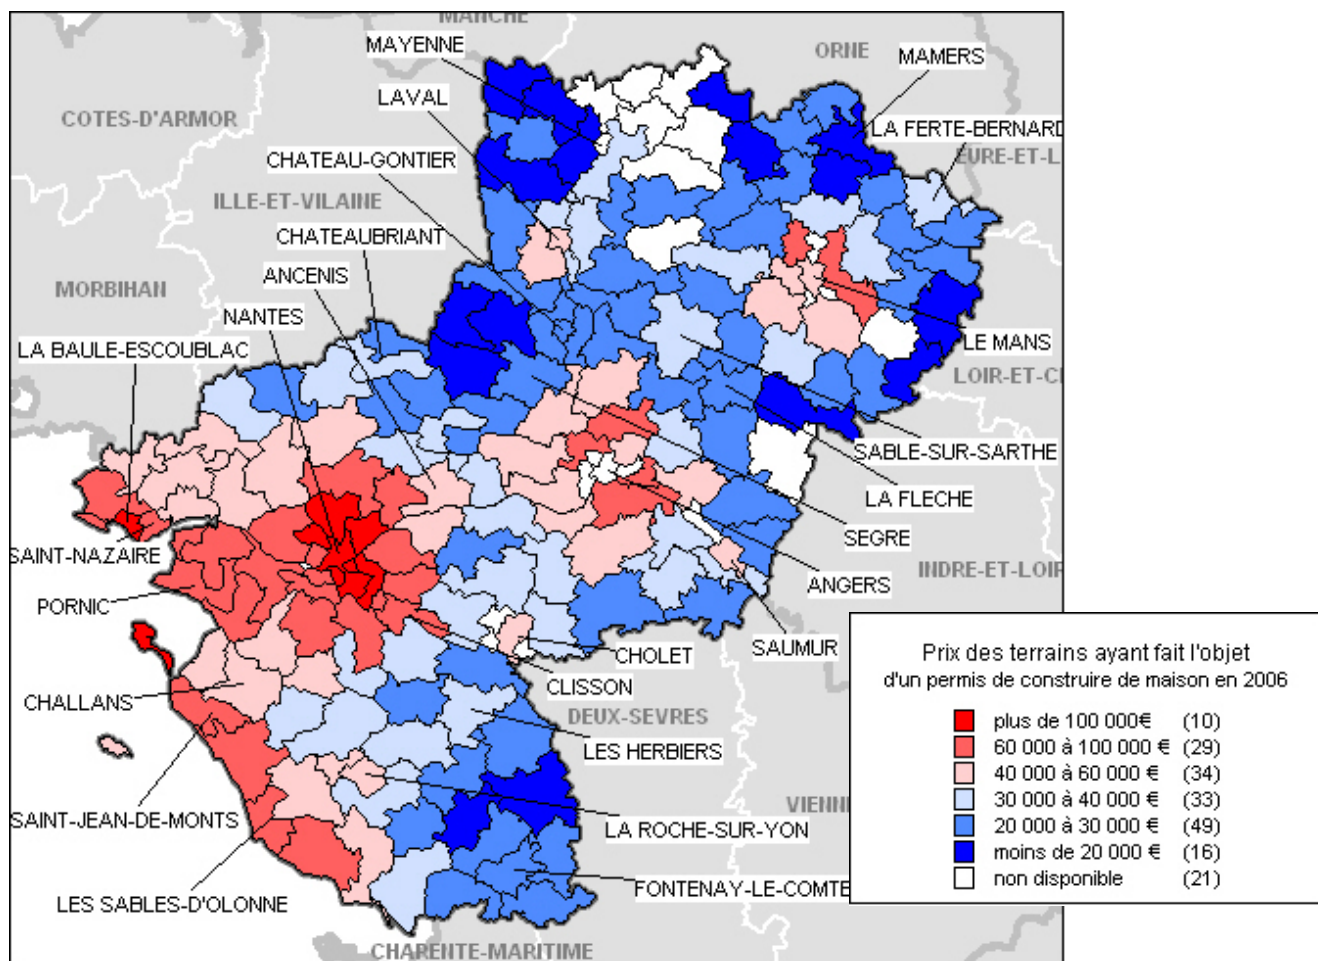 MANCHE
MAYENNE
ORNE
MAMERS
LAVAL
COTES-D'ARMOR
LA FERTE-BERNARD
CHATEAU-GONTIER
EURE-ET-L
ILLE-ET-VILAINE
CHATEAUBRIANT
ANCENIS
MORBIHAN
NANTES
LE MANS
LA BAULE-ESCOUBLAC
LOIR-ET-C
SABLE-SUR-SARTHE
LA FLECHE
SEGRE
SAINT-NAZAIRE
INDRE-ET-LOIR
ANGERS
PORNIC
SAUMUR
CHOLET
CLISSON
CHALLANS
DEUX-SEVRES
LES HERBIERS
VIENN
SAINT-JEAN-DE-MONTS
LA ROCHE-SUR-YON
FONTENAY-LE-COMTE
LES SABLES-D'OLONNE
CHARENTE-MARITIME
Prix des terrains ayant fait l'objet
d'un permis de construire de maison en 2006
plus de 100 000€ (10)
60 000 à 100 000 € (29)
40 000 à 60 000 € (34)
30 000 à 40 000 € (33)
20 000 à 30 000 € (49)
moins de 20 000 € (16)
non disponible (21)